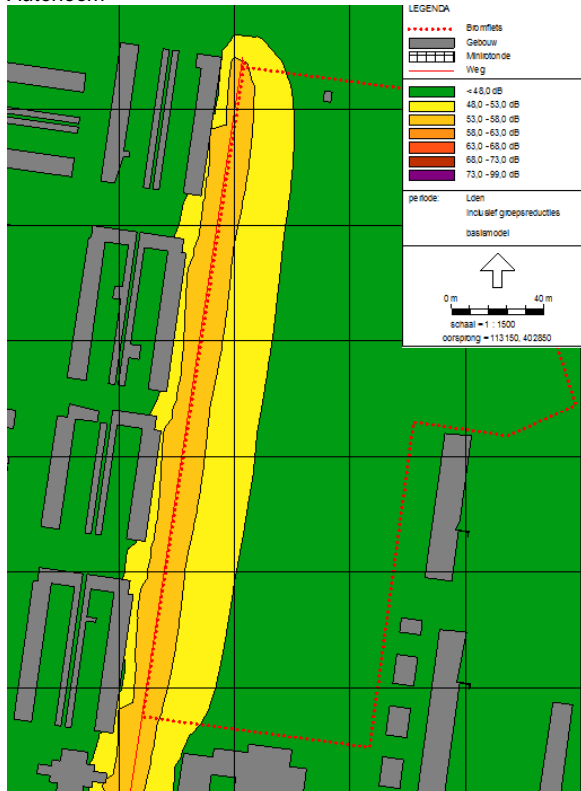 LEGENDA
Bromfiets
Gebouw
Minirotonde
Weg
<48,0 dB
48,0 - 53,0 dB
53,0 - 58,0 dB
58,0 - 63,0 dB
63,0 - 68,0 dB
68,0 - 73,0 dB
73,0 - 99,0 dB
periode: Lden
Inclusief groepsreducties
basismodel
0 m 40 m
schaal = 1 : 1500
oorsprong = 113150, 402850